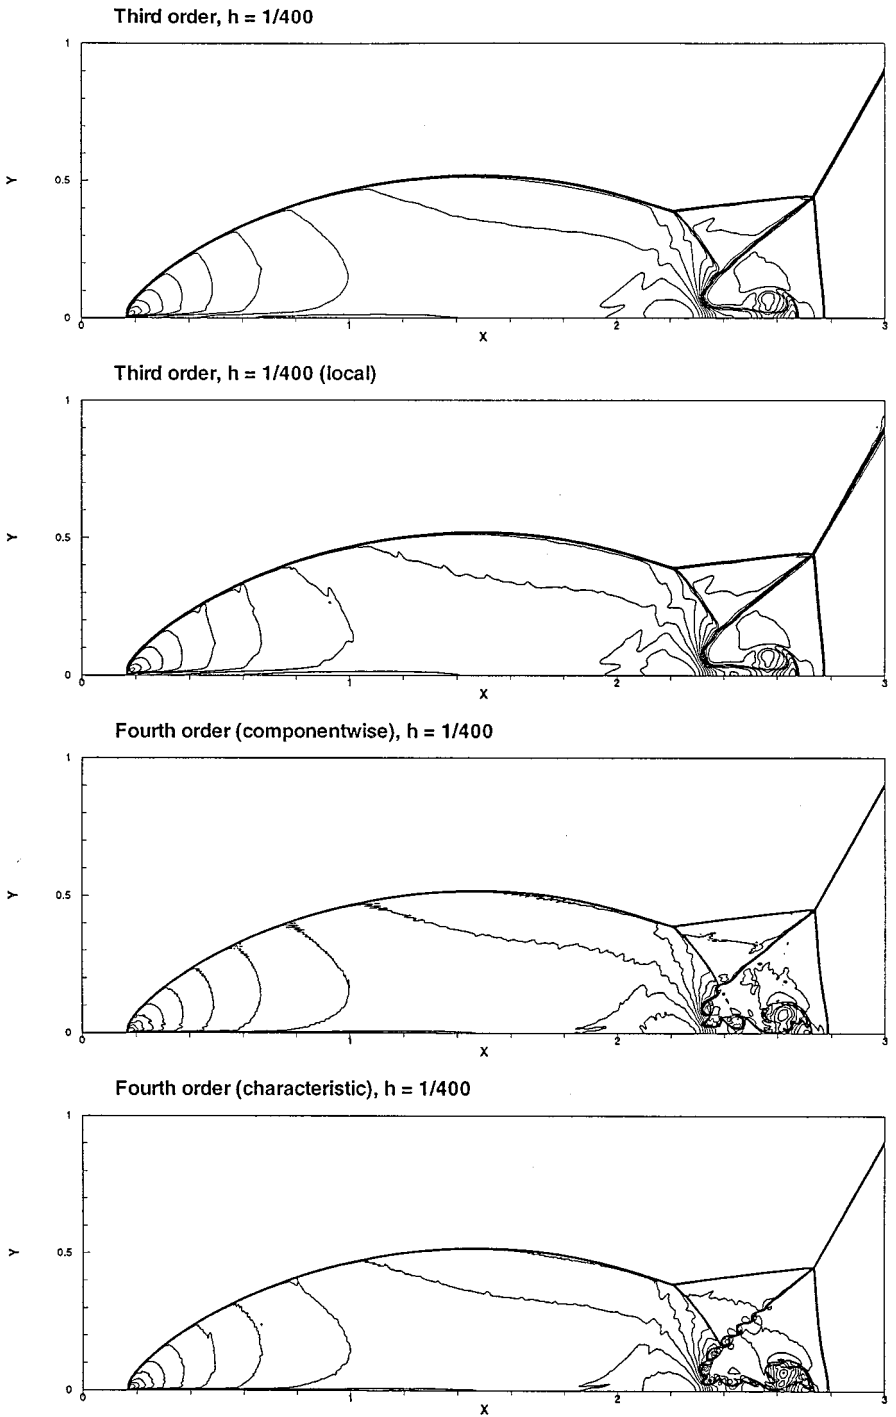 Third order, h = 1/400
1
Y
0.5
0
0
1
2
3
X
Third order, h = 1/400 (local)
1
Y
0.5
0
0
1
2
3
X
Fourth order (componentwise), h = 1/400
1
Y
0.5
0
0
1
2
3
X
Fourth order (characteristic), h = 1/400
1
Y
0.5
0
0
1
2
3
X